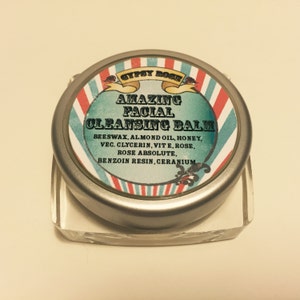 GYPSY ROSE
AMAZING
FACIAL
CLEANSING BALM
BEESWAX, ALMOND OIL, HONEY,
VEG. GLYCERIN, VIT E, ROSE,
ROSE ABSOLUTE,
BENZOIN RESIN, GERANIUM